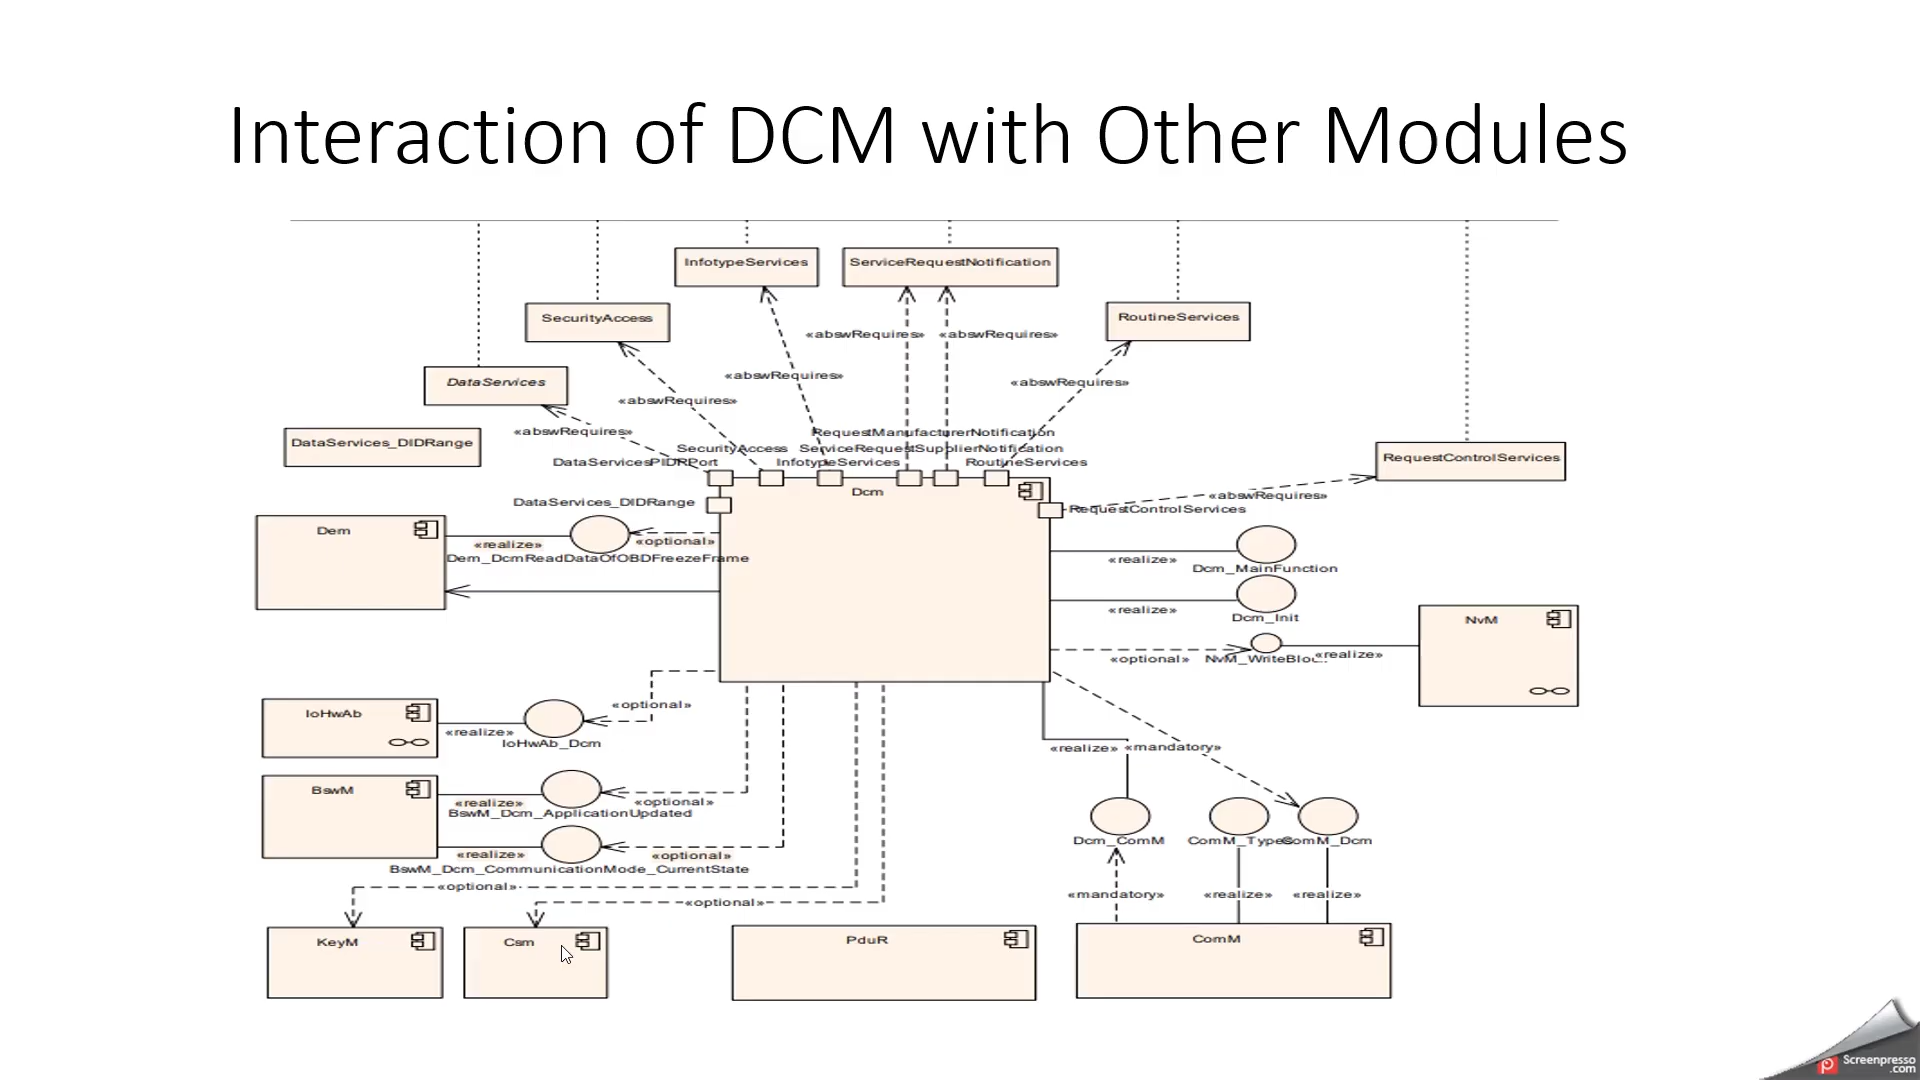 Interaction of DCM with Other Modules
InfotypeServices
ServiceRequestNotification
SecurityAccess
RoutineServices
«abswRequires»
«abswRequires»
DataServices
«abswRequires»
«abswRequires»
«abswRequires»
«abswRequires»
RequestManufacturerNotification
DataServices_DIDRange
SecurityAccess
ServiceRequestSupplierNotification
DataServicesPIDRPort
InfotypeServices
RoutineServices
RequestControlServices
Dcm
«abswRequires»
DataServices_DIDRange
RequestControlServices
Dem
«realize»
«optional»
Dem_DcmReadDataOfOBDFreezeFrame
«realize»
Dcm_MainFunction
«realize»
Dcm_Init
NvM
«optional»
«realize»
IoHwAb
«optional»
«realize»
IoHwAb_Dcm
«realize»
«mandatory»
BswM
«realize»
«optional»
BswM_Dcm_ApplicationUpdated
Dcm_ComM
ComM_Dcm
«realize»
«optional»
BswM_Dcm_CommunicationMode_CurrentState
«optional»
«mandatory»
«realize»
«realize»
«optional»
KeyM
Csm
PduR
ComM
Screenpresso
.com